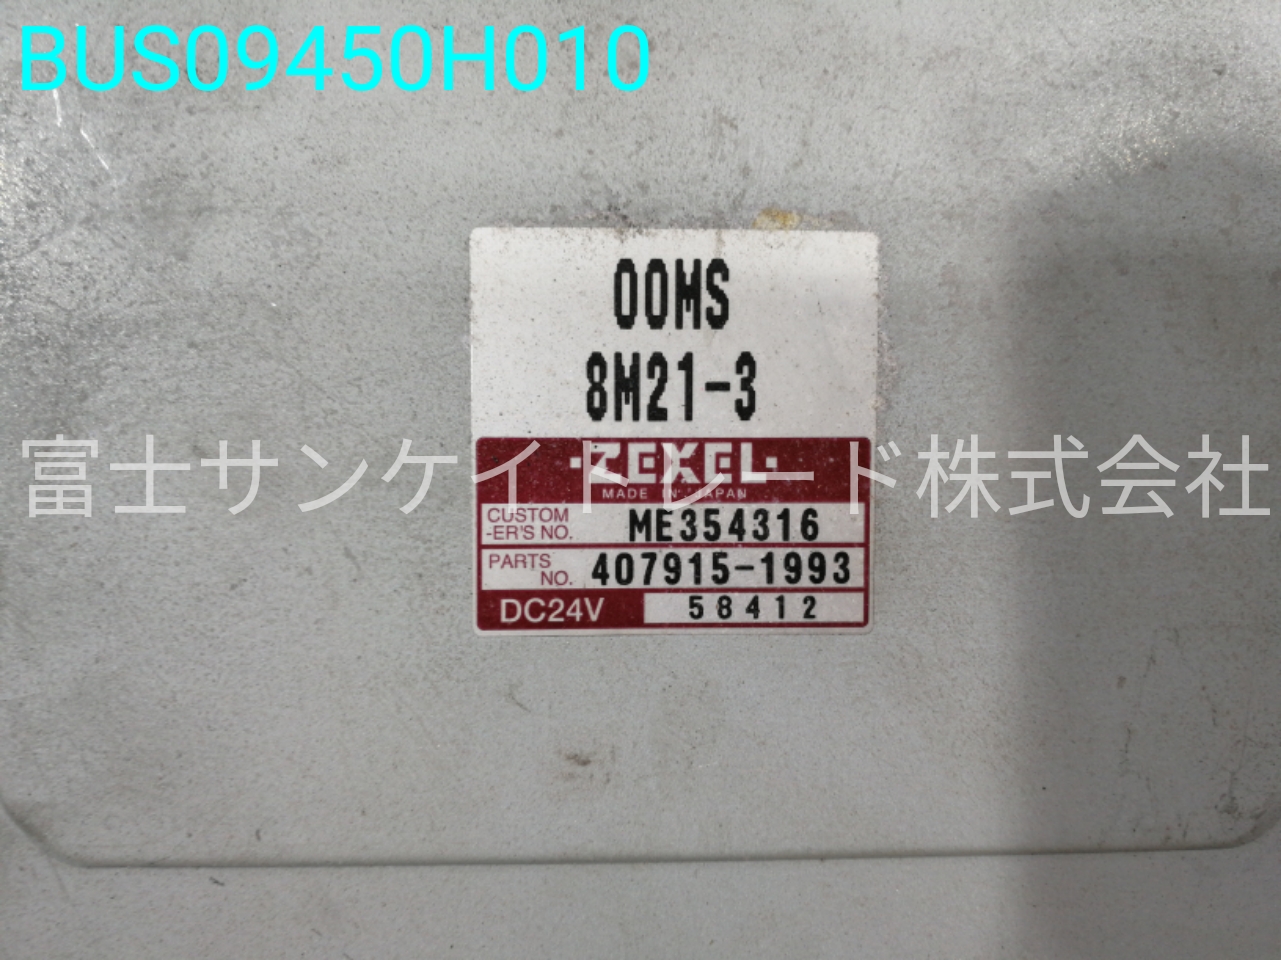 BUS09450H010
00MS
8M21-3
·ZEXEL·
MADE IN JAPAN
富士サンケイトレード株式会社
CUSTOM
-ER'S NO. ME354316
PARTS
NO. 407915-1993
DC24V 58412